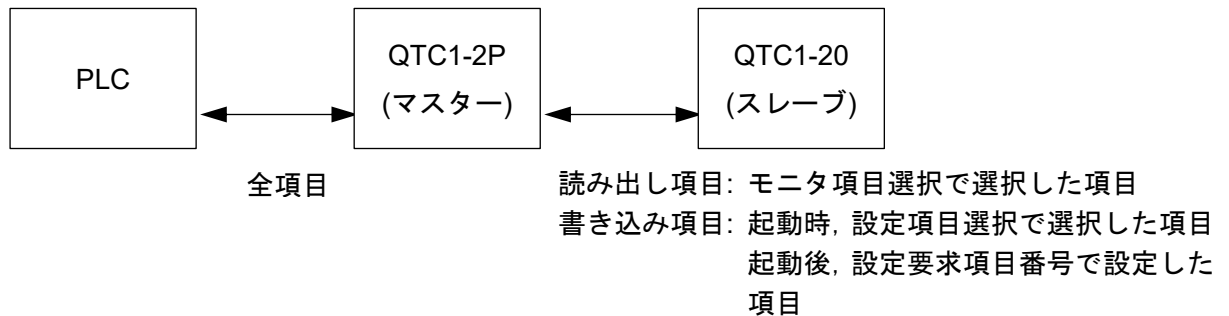 PLC
QTC1-2P
(マスター)
QTC1-20
(スレーブ)
全項目
読み出し項目: モニタ項目選択で選択した項目
書き込み項目: 起動時, 設定項目選択で選択した項目
起動後, 設定要求項目番号で設定した
項目